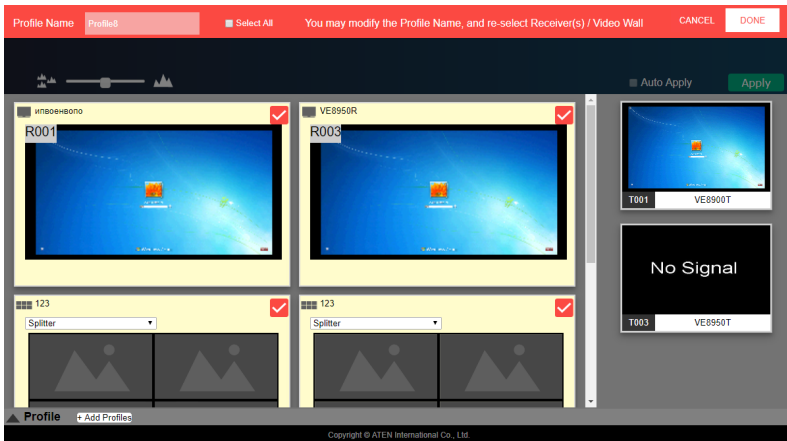 Profile Name Profile8 Select All You may modify the Profile Name, and re-select Receiver(s) / Video Wall CANCEL DONE
Auto Apply Apply
ипвоенвопо VE8950R
R001 R003
T001 VE8900T
No Signal
123 123
Splitter Splitter
T003 VE8950T
Profile + Add Profiles
Copyright © ATEN International Co., Ltd.